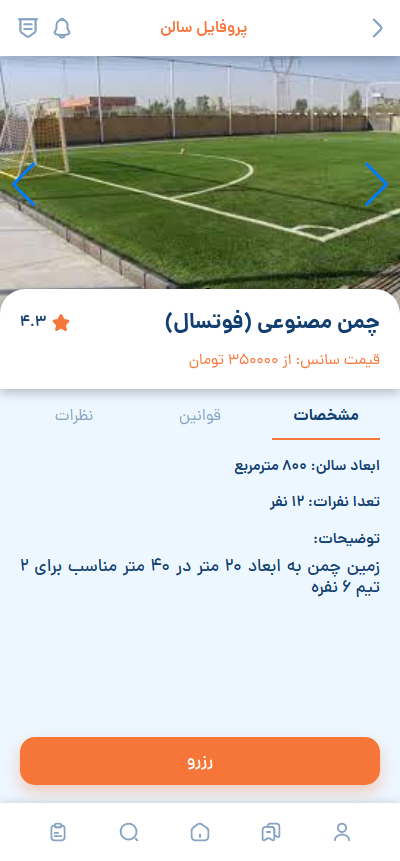 پروفایل سالن
چمن مصنوعی (فوتسال)
۴.۳
قیمت سانس: از ۳۵۰۰۰۰ تومان
مشخصات
قوانین
نظرات
ابعاد سالن: ۸۰۰ مترمربع
تعدا نفرات: ۱۲ نفر
توضیحات:
زمین چمن به ابعاد ۲۰ متر در ۴۰ متر مناسب برای ۲
تیم ۶ نفره
رزرو